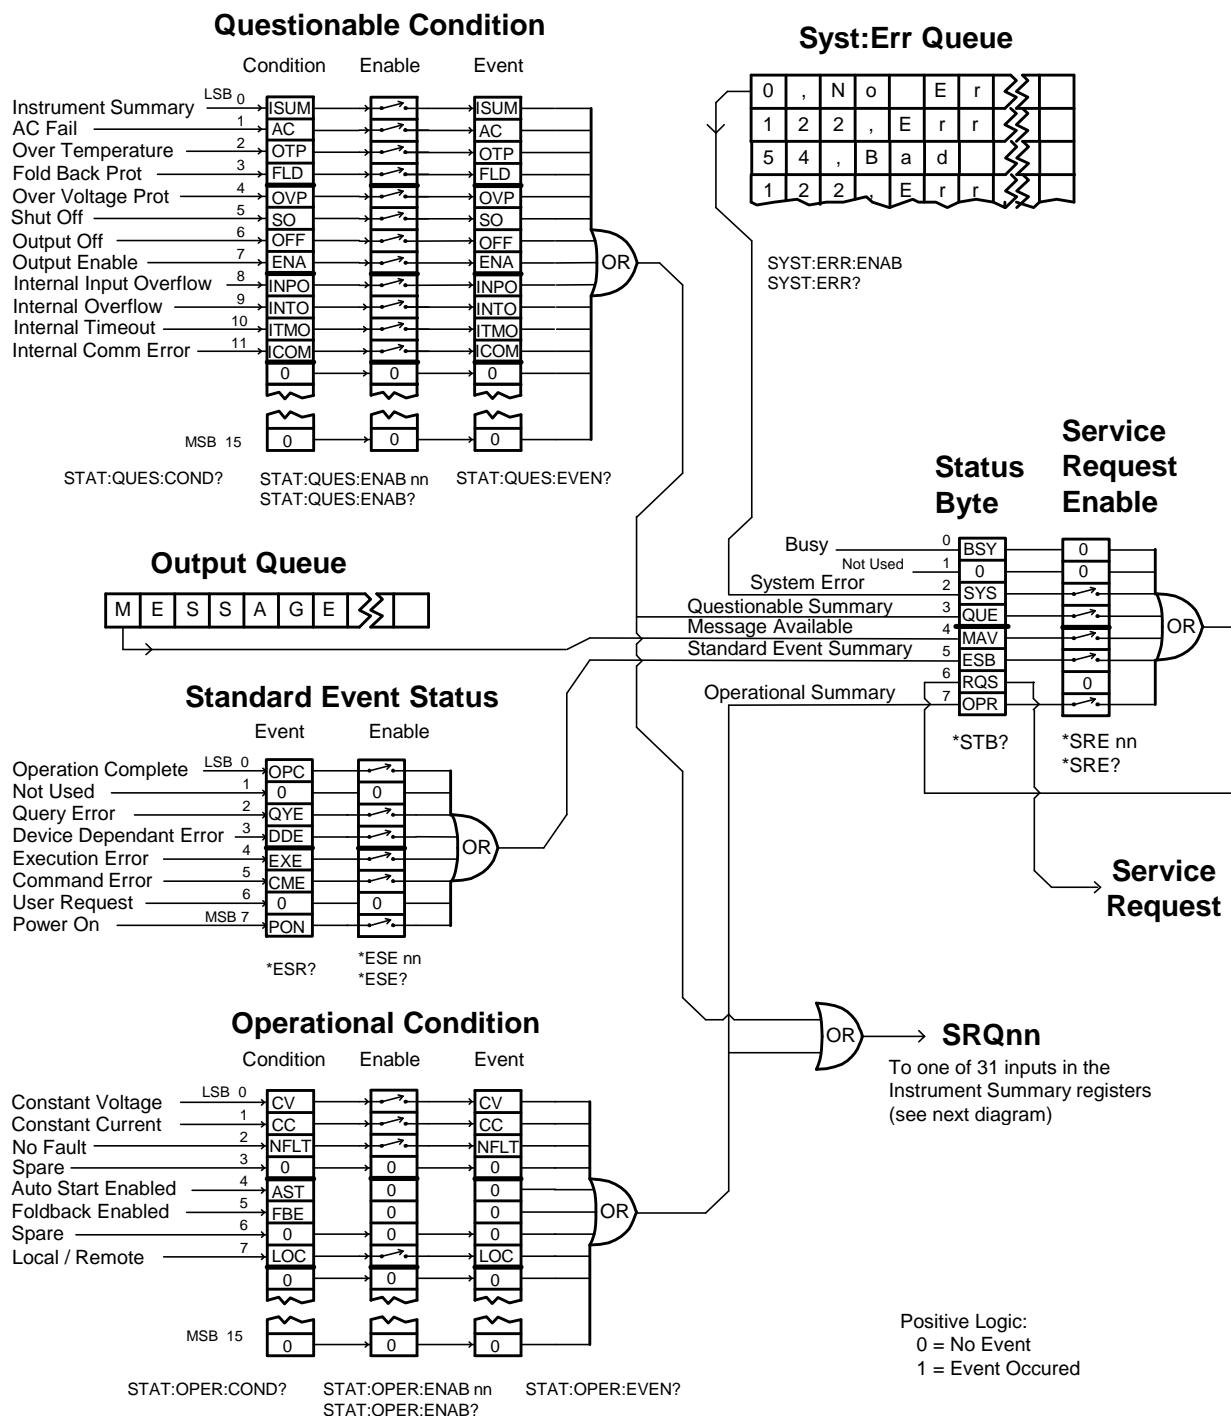 Questionable Condition
Condition Enable Event
Instrument Summary LSB 0 ISUM ISUM
AC Fail 1 AC AC
Over Temperature 2 OTP OTP
Fold Back Prot 3 FLD FLD
Over Voltage Prot 4 OVP OVP
Shut Off 5 SO SO
Output Off 6 OFF OFF
Output Enable 7 ENA ENA
OR
Internal Input Overflow 8 INPO INPO
Internal Overflow 9 INTO INTO
Internal Timeout 10 ITMO ITMO
Internal Comm Error 11 ICOM ICOM
0 0 0
MSB 15 0 0 0
STAT:QUES:COND? STAT:QUES:ENAB nn STAT:QUES:EVEN?
STAT:QUES:ENAB?
Syst:Err Queue
0 , N o E r
1 2 2 , E r r
5 4 , B a d
1 2 2 , E r r
SYST:ERR:ENAB
SYST:ERR?
Output Queue
M E S S A G E
Status
Byte
Service
Request
Enable
Busy 0 BSY 0
Not Used 1 0 0
System Error 2 SYS
Questionable Summary 3 QUE
Message Available 4 MAV
OR
Standard Event Summary 5 ESB
6 RQS 0
Operational Summary 7 OPR
*STB? *SRE nn
*SRE?
Service
Request
Standard Event Status
Event Enable
Operation Complete LSB 0 OPC
Not Used 1 0 0
Query Error 2 QYE
Device Dependant Error 3 DDE
OR
Execution Error 4 EXE
Command Error 5 CME
User Request 6 0 0
Power On MSB 7 PON
*ESR? *ESE nn
*ESE?
OR
SRQnn
To one of 31 inputs in the
Instrument Summary registers
(see next diagram)
Operational Condition
Condition Enable Event
Constant Voltage LSB 0 CV CV
Constant Current 1 CC CC
No Fault 2 NFLT NFLT
Spare 3 0 0 0
Auto Start Enabled 4 AST 0 0
Foldback Enabled 5 FBE 0 0
OR
Spare 6 0 0 0
Local / Remote 7 LOC LOC
0 0 0
MSB 15 0 0 0
STAT:OPER:COND? STAT:OPER:ENAB nn STAT:OPER:EVEN?
STAT:OPER:ENAB?
Positive Logic:
0 = No Event
1 = Event Occured